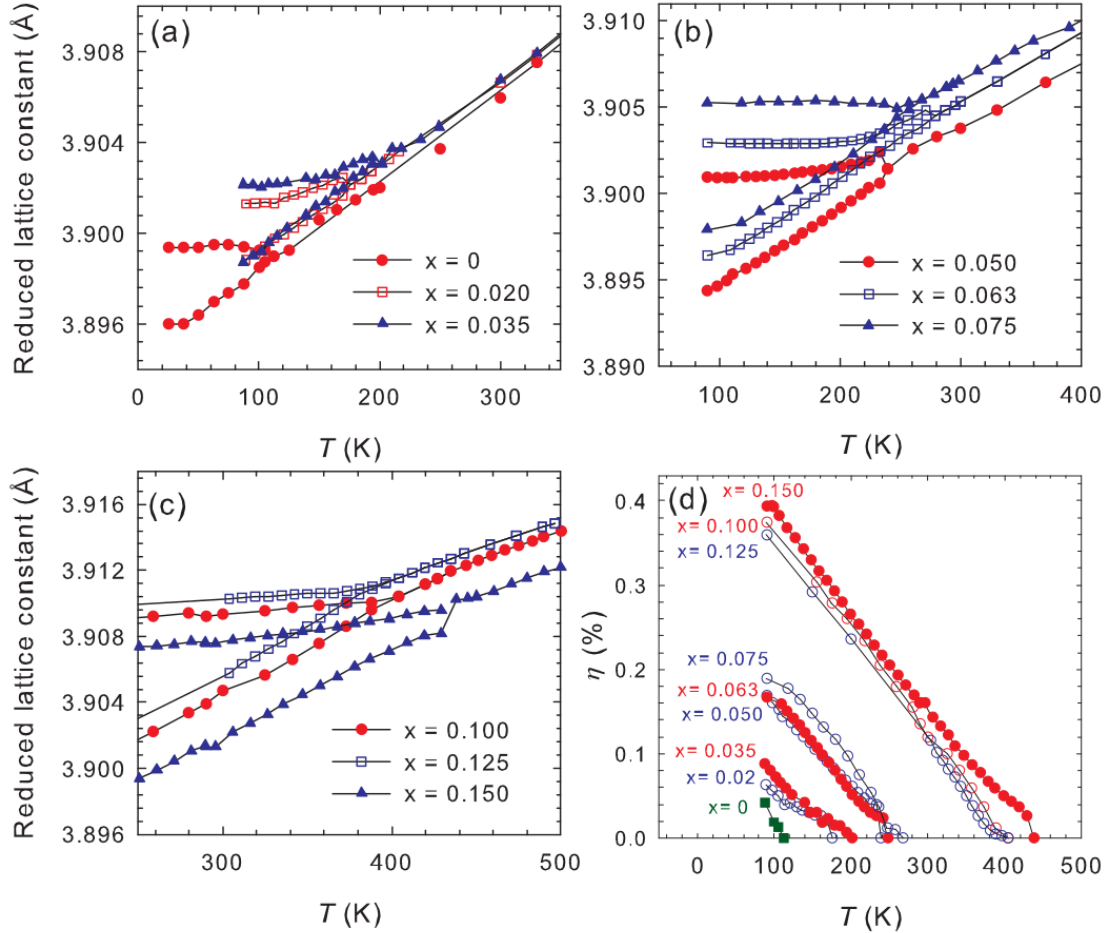 (a)
Reduced lattice constant (Å)
3.908
3.904
3.900
3.896
0
100
200
300
T (K)
x = 0
x = 0.020
x = 0.035
(b)
3.910
3.905
3.900
3.895
3.890
100
200
300
400
T (K)
x = 0.050
x = 0.063
x = 0.075
(c)
Reduced lattice constant (Å)
3.916
3.912
3.908
3.904
3.900
3.896
300
400
500
T (K)
x = 0.100
x = 0.125
x = 0.150
(d)
η (%)
0.4
0.3
0.2
0.1
0.0
0
100
200
300
400
500
T (K)
x= 0.150
x= 0.100
x= 0.125
x= 0.075
x= 0.063
x= 0.050
x= 0.035
x= 0.02
x= 0